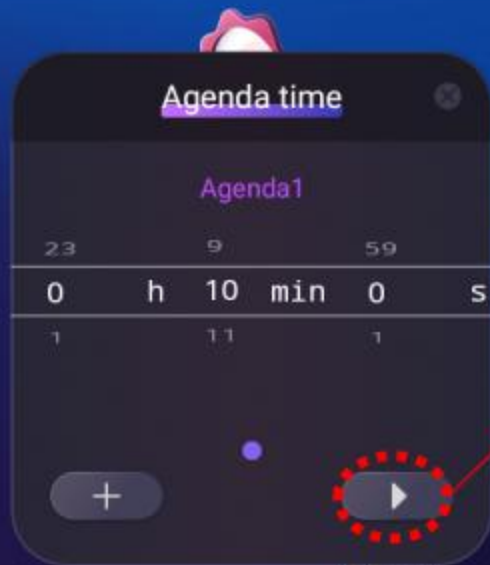 Agenda time
Agenda1
23 9 59
0 h 10 min 0 s
1 11 1